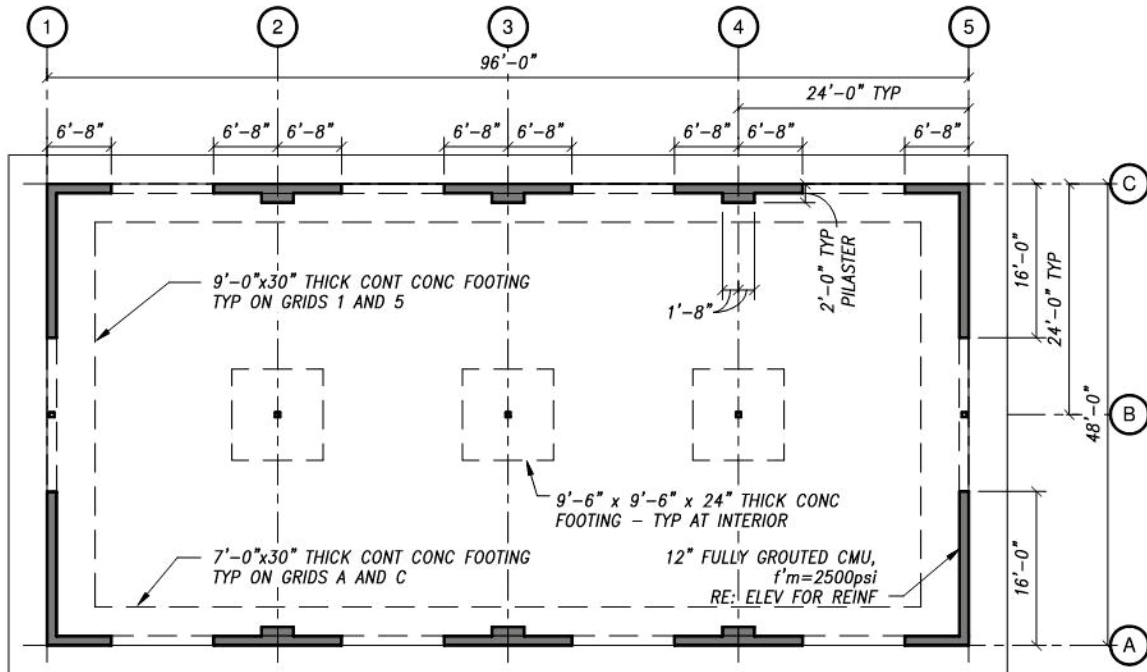 1
2
3
4
5
96'-0"
24'-0" TYP
6'-8"
6'-8"
6'-8"
6'-8"
6'-8"
6'-8"
6'-8"
6'-8"
C
9'-0"x30" THICK CONT CONC FOOTING
TYP ON GRIDS 1 AND 5
1'-8"
2'-0" TYP
PILASTER
16'-0"
24'-0" TYP
B
48'-0"
9'-6" x 9'-6" x 24" THICK CONC
FOOTING – TYP AT INTERIOR
7'-0"x30" THICK CONT CONC FOOTING
TYP ON GRIDS A AND C
12" FULLY GROUTED CMU,
f'm=2500psi
RE: ELEV FOR REINF
16'-0"
A